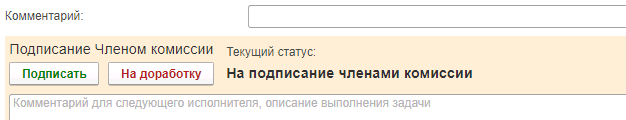 Комментарий:
Подписание Членом комиссии Текущий статус:
Подписать На доработку На подписание членами комиссии
Комментарий для следующего исполнителя, описание выполнения задачи